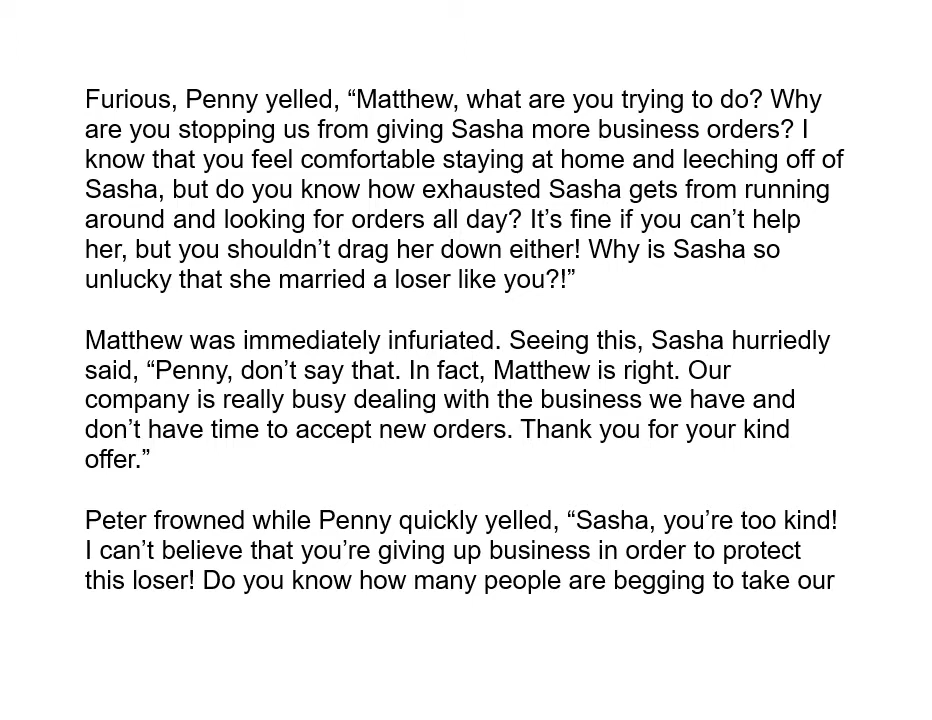 Furious, Penny yelled, “Matthew, what are you trying to do? Why
are you stopping us from giving Sasha more business orders? I
know that you feel comfortable staying at home and leeching off of
Sasha, but do you know how exhausted Sasha gets from running
around and looking for orders all day? It’s fine if you can’t help
her, but you shouldn’t drag her down either! Why is Sasha so
unlucky that she married a loser like you?!”
Matthew was immediately infuriated. Seeing this, Sasha hurriedly
said, “Penny, don’t say that. In fact, Matthew is right. Our
company is really busy dealing with the business we have and
don’t have time to accept new orders. Thank you for your kind
offer.”
Peter frowned while Penny quickly yelled, “Sasha, you’re too kind!
I can’t believe that you’re giving up business in order to protect
this loser! Do you know how many people are begging to take our